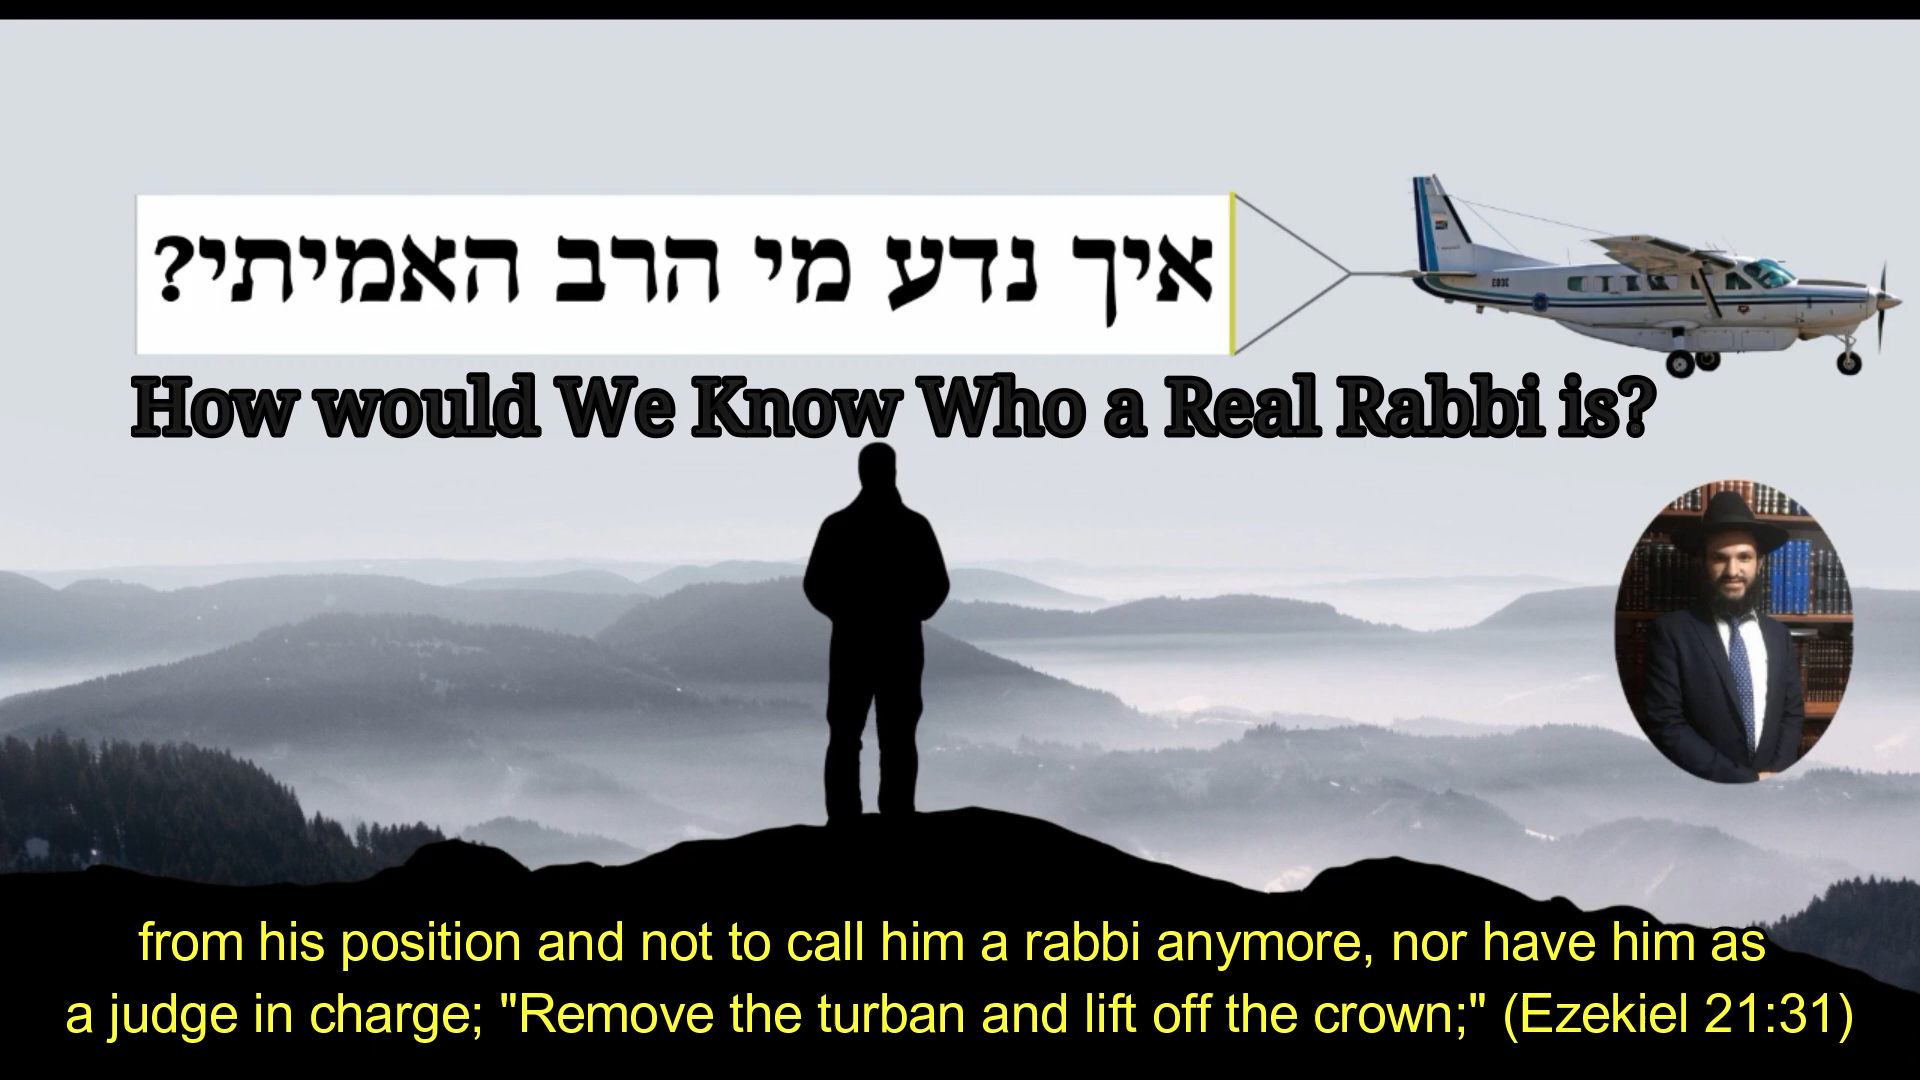 איך נדע מי הרב האמיתי?
How would We Know Who a Real Rabbi is?
from his position and not to call him a rabbi anymore, nor have him as
a judge in charge; "Remove the turban and lift off the crown;" (Ezekiel 21:31)